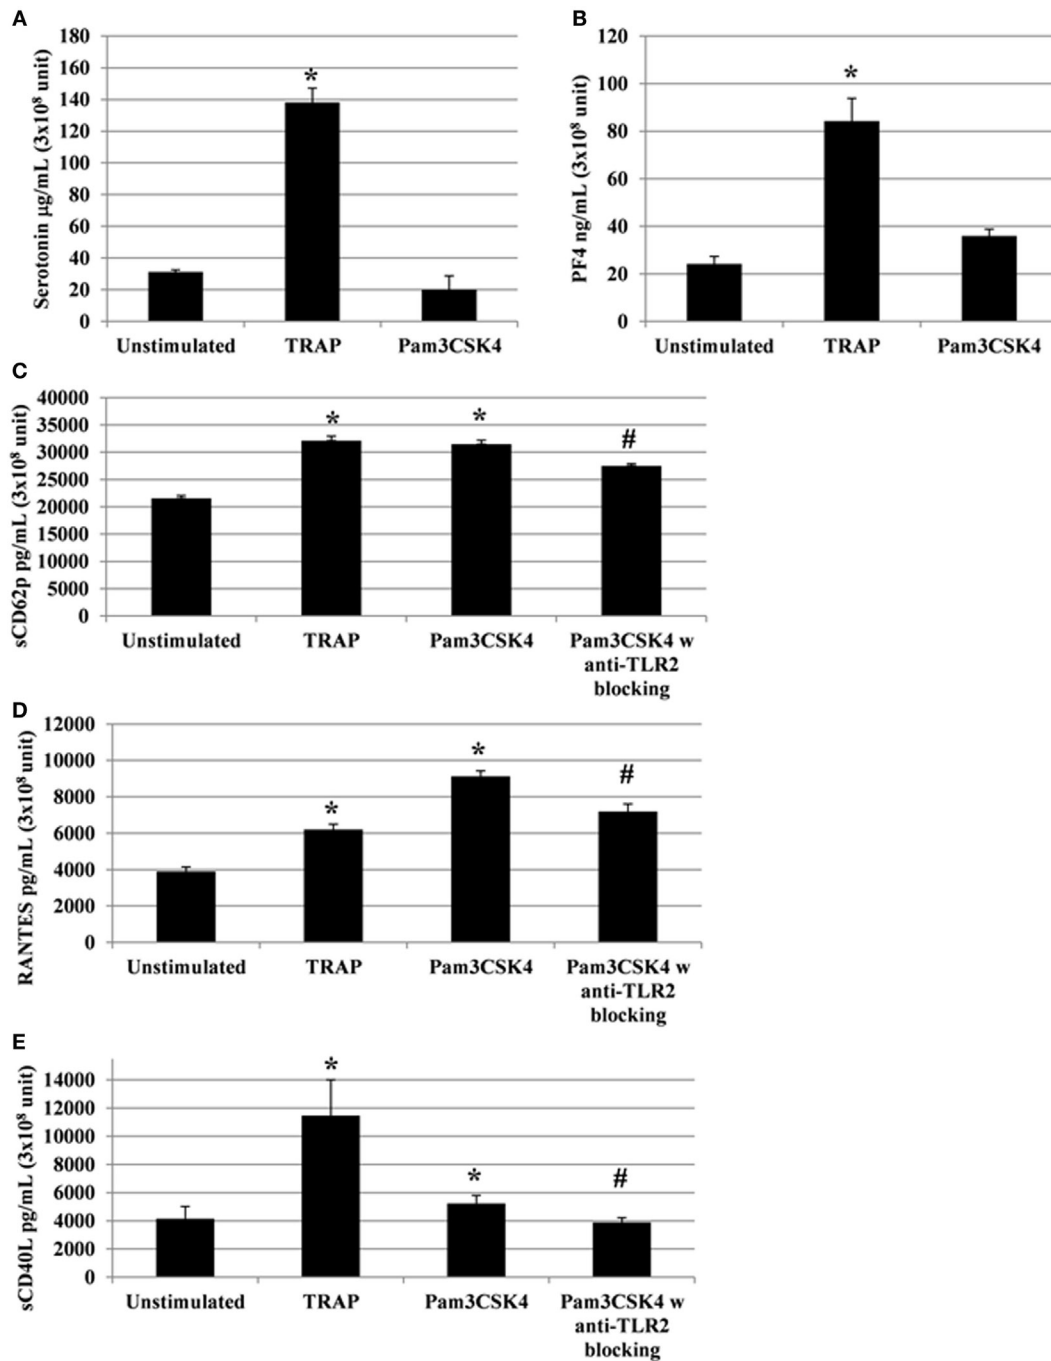 A
Serotonin µg/mL (3x10⁸ unit)
180
160
140
120
100
80
60
40
20
0
*
Unstimulated
TRAP
Pam3CSK4
B
PF4 ng/mL (3x10⁸ unit)
120
100
80
60
40
20
0
*
Unstimulated
TRAP
Pam3CSK4
C
sCD62p pg/mL (3x10⁸ unit)
40000
35000
30000
25000
20000
15000
10000
5000
0
*
*
#
Unstimulated
TRAP
Pam3CSK4
Pam3CSK4 w
anti-TLR2
blocking
D
RANTES pg/mL (3x10⁸ unit)
12000
10000
8000
6000
4000
2000
0
*
*
#
Unstimulated
TRAP
Pam3CSK4
Pam3CSK4 w
anti-TLR2
blocking
E
sCD40L pg/mL (3x10⁸ unit)
14000
12000
10000
8000
6000
4000
2000
0
*
*
#
Unstimulated
TRAP
Pam3CSK4
Pam3CSK4 w
anti-TLR2
blocking